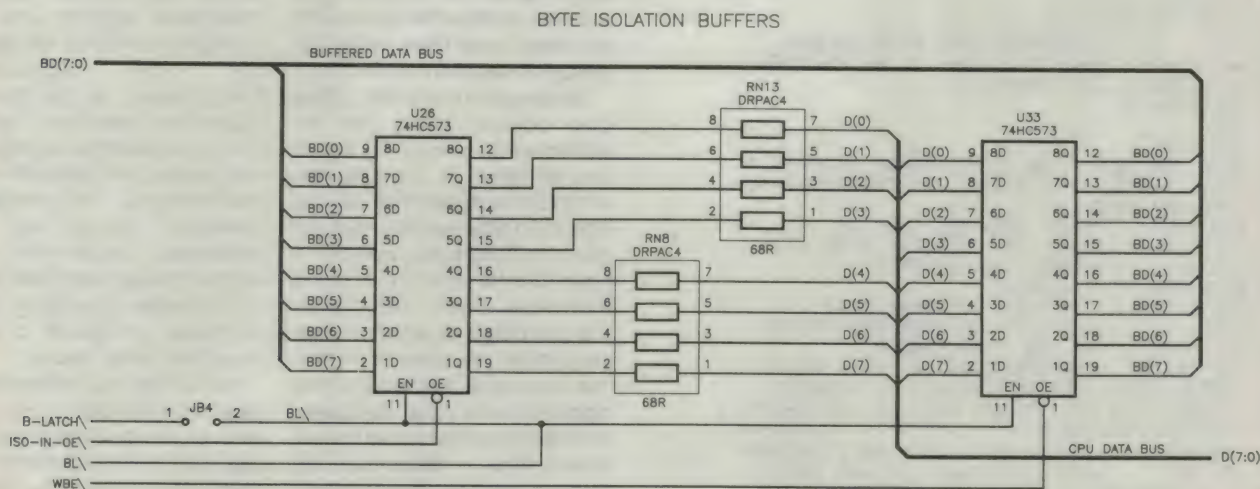 BYTE ISOLATION BUFFERS
BUFFERED DATA BUS
BD(7:0)
U26
74HC573
BD(0) 9 8D 8Q 12
BD(1) 8 7D 7Q 13
BD(2) 7 6D 6Q 14
BD(3) 6 5D 5Q 15
BD(4) 5 4D 4Q 16
BD(5) 4 3D 3Q 17
BD(6) 3 2D 2Q 18
BD(7) 2 1D 1Q 19
EN OE
11 1
RN13
DRPAC4
8 7 D(0)
6 5 D(1)
4 3 D(2)
2 1 D(3)
68R
RN8
DRPAC4
8 7 D(4)
6 5 D(5)
4 3 D(6)
2 1 D(7)
68R
U33
74HC573
D(0) 9 8D 8Q 12 BD(0)
D(1) 8 7D 7Q 13 BD(1)
D(2) 7 6D 6Q 14 BD(2)
D(3) 6 5D 5Q 15 BD(3)
D(4) 5 4D 4Q 16 BD(4)
D(5) 4 3D 3Q 17 BD(5)
D(6) 3 2D 2Q 18 BD(6)
D(7) 2 1D 1Q 19 BD(7)
EN OE
11 1
B-LATCH\ 1 JB4 2 BL\
ISO-IN-OE\
BL\
WBE\
CPU DATA BUS
D(7:0)